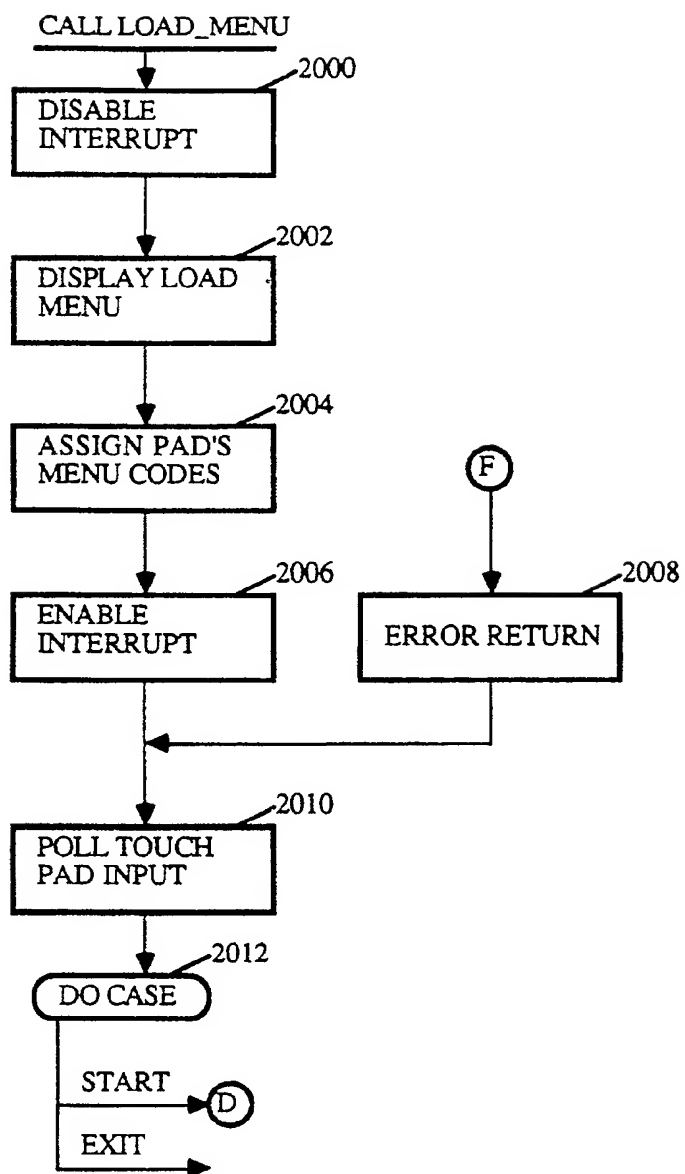 CALL LOAD_MENU
2000
DISABLE
INTERRUPT
2002
DISPLAY LOAD
MENU
2004
ASSIGN PAD'S
MENU CODES
F
2006
ENABLE
INTERRUPT
2008
ERROR RETURN
2010
POLL TOUCH
PAD INPUT
2012
DO CASE
START
D
EXIT